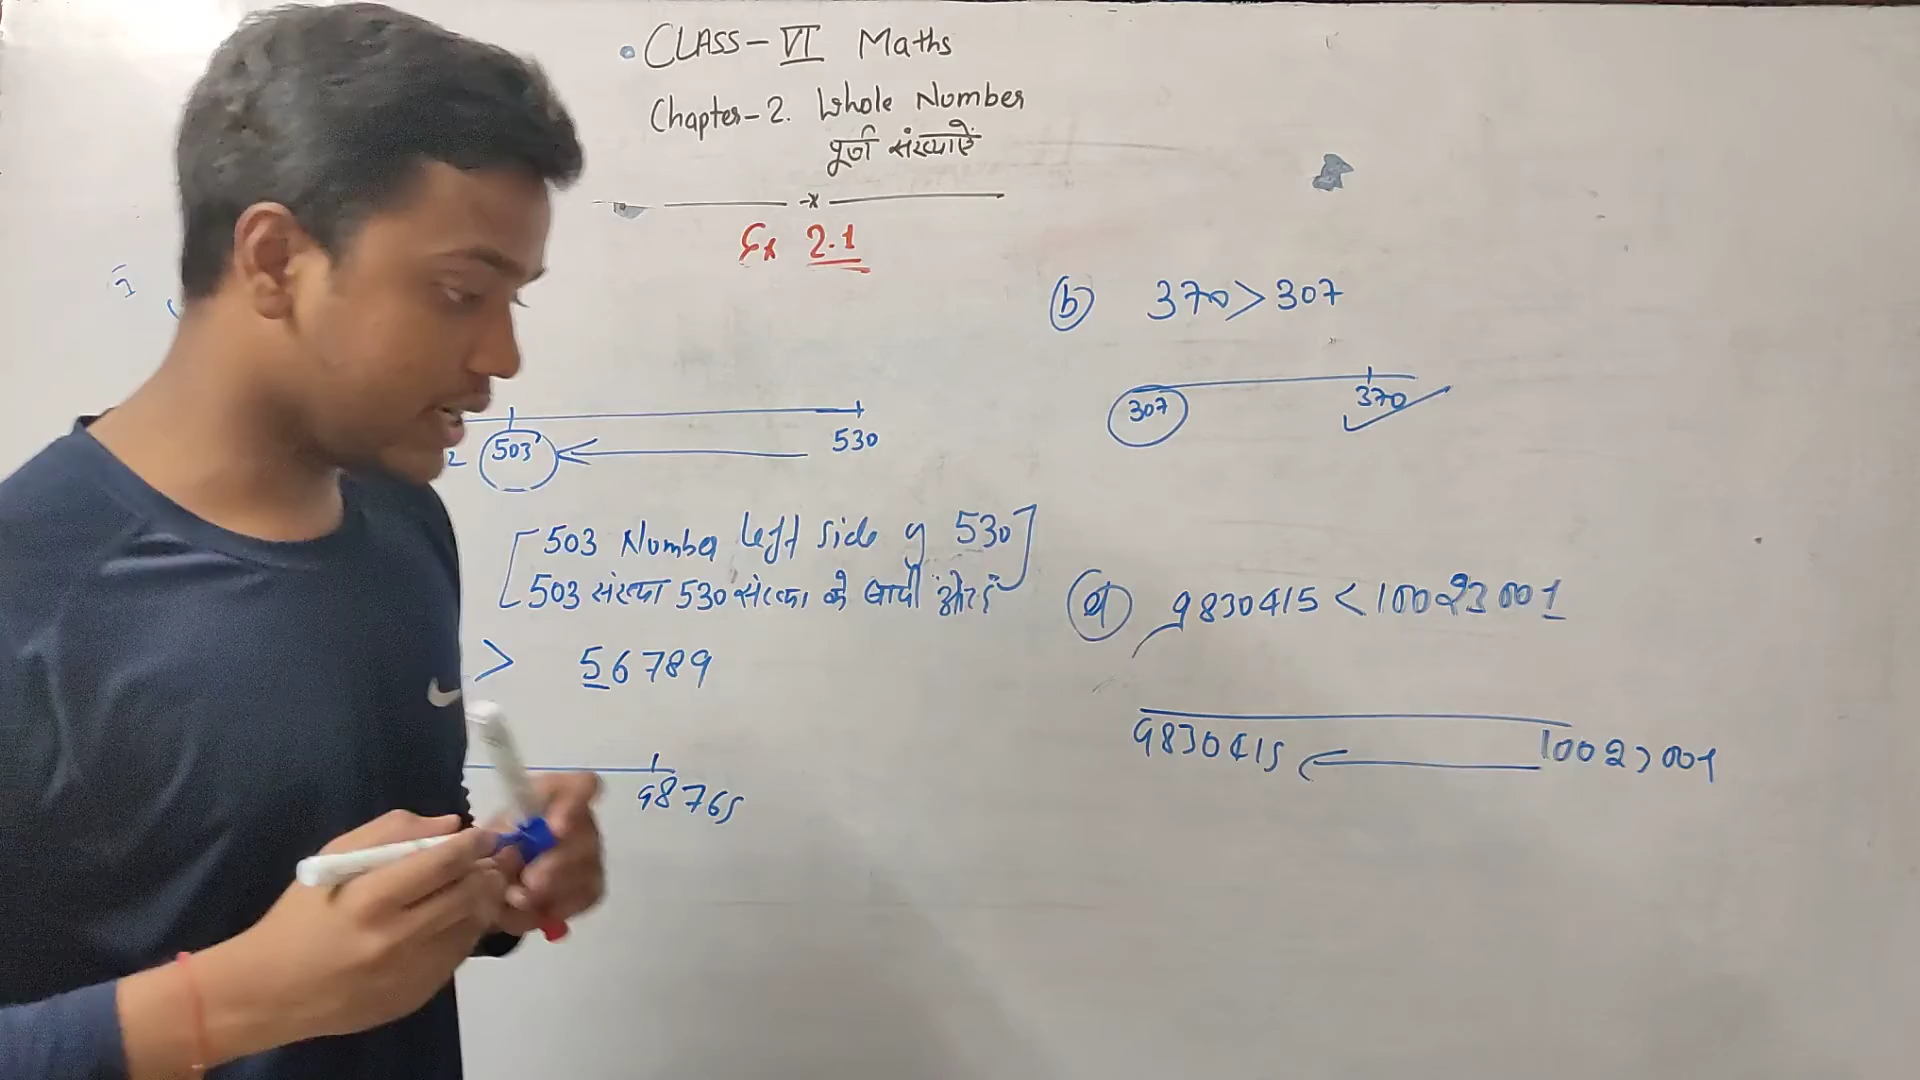 CLASS-VI Maths
Chapter-2. Whole Number
पूर्ण संख्याएँ
Ex 2.1
503
530
[503 Number left side of 530]
503 संख्या 530 संख्या के बायीं ओर है
> 56789
98765
(b) 370 > 307
307
370
(d) 9830415 < 10023001
9830415
10023001